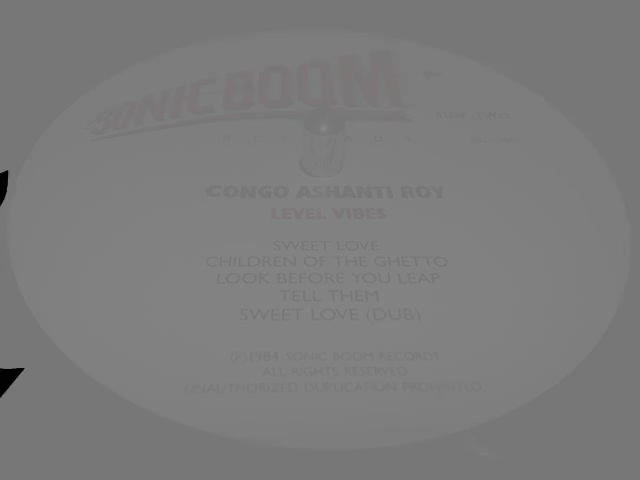 SONIC BOOM
RECORDS
CONGO ASHANTI ROY
LEVEL VIBES
SWEET LOVE
CHILDREN OF THE GHETTO
LOOK BEFORE YOU LEAP
TELL THEM
SWEET LOVE (DUB)
(P)1984 SONIC BOOM RECORDS
ALL RIGHTS RESERVED
UNAUTHORIZED DUPLICATION PROHIBITED.